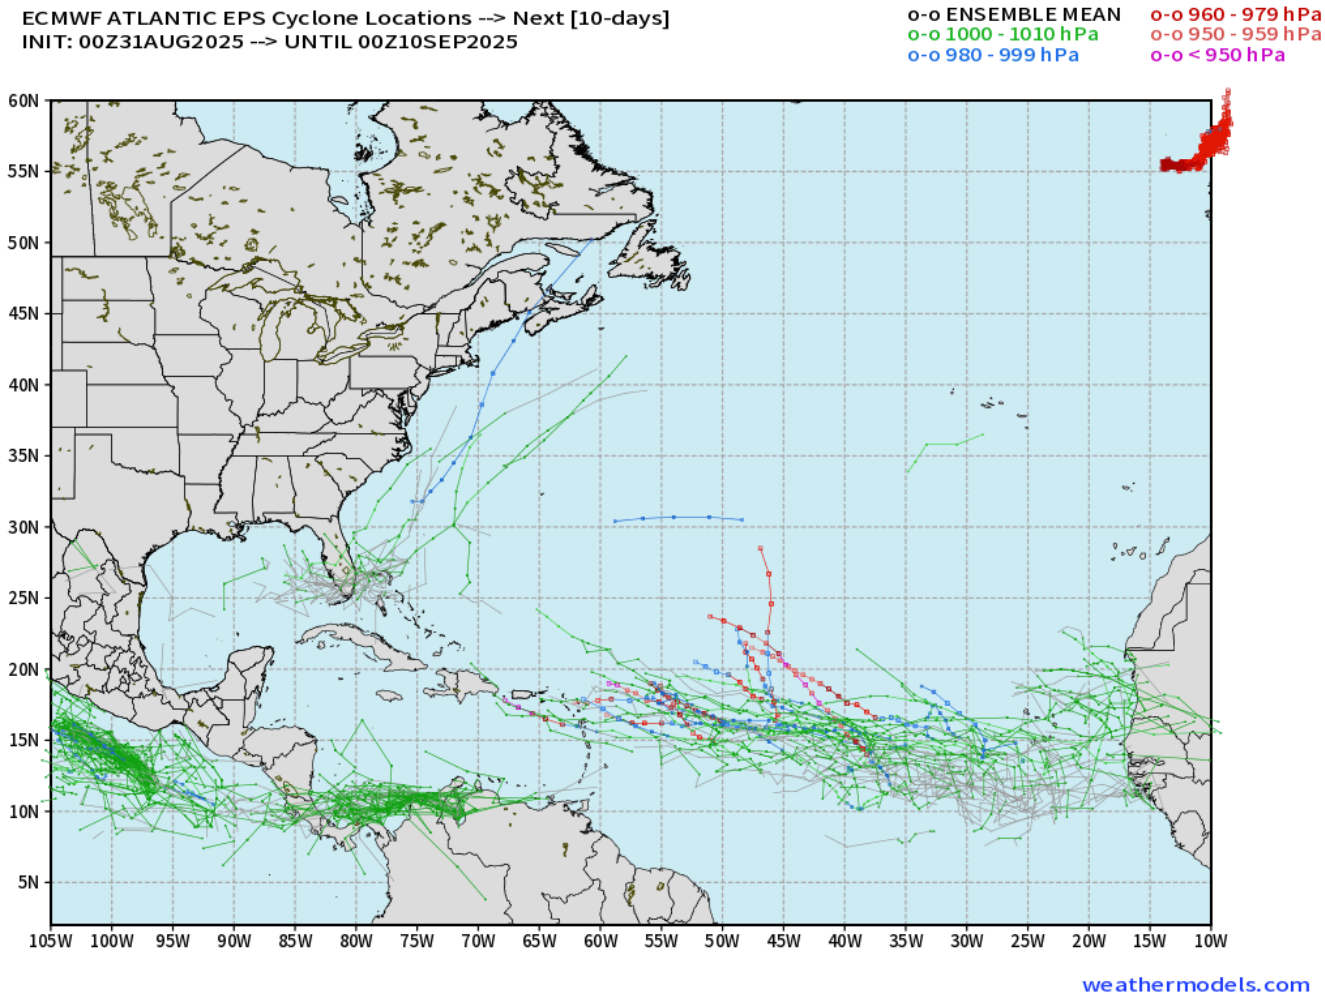 ECMWF ATLANTIC EPS Cyclone Locations --> Next [10-days]
INIT: 00Z31AUG2025 --> UNTIL 00Z10SEP2025
o-o ENSEMBLE MEAN
o-o 1000 - 1010 hPa
o-o 980 - 999 hPa
o-o 960 - 979 hPa
o-o 950 - 959 hPa
o-o < 950 hPa
60N
55N
50N
45N
40N
35N
30N
25N
20N
15N
10N
5N
105W 100W 95W 90W 85W 80W 75W 70W 65W 60W 55W 50W 45W 40W 35W 30W 25W 20W 15W 10W
weathermodels.com